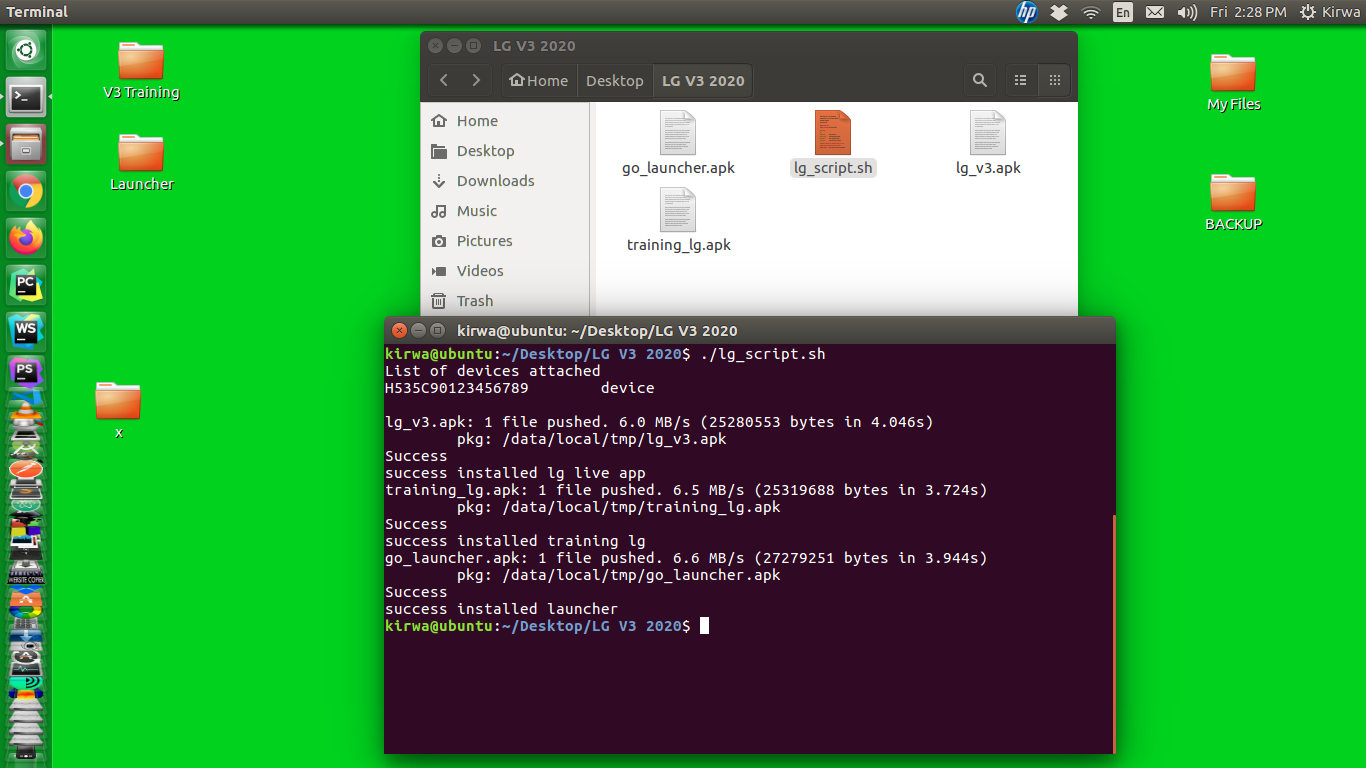 Terminal
hp
En
Fri 2:28 PM
Kirwa
V3 Training
Launcher
x
My Files
BACKUP
LG V3 2020
Home
Desktop
LG V3 2020
Home
Desktop
Downloads
Music
Pictures
Videos
Trash
go_launcher.apk
lg_script.sh
lg_v3.apk
training_lg.apk
PC
WS
PS
WEBSITE COPIER
kirwa@ubuntu: ~/Desktop/LG V3 2020
kirwa@ubuntu:~/Desktop/LG V3 2020$ ./lg_script.sh
List of devices attached
H535C90123456789        device
lg_v3.apk: 1 file pushed. 6.0 MB/s (25280553 bytes in 4.046s)
        pkg: /data/local/tmp/lg_v3.apk
Success
success installed lg live app
training_lg.apk: 1 file pushed. 6.5 MB/s (25319688 bytes in 3.724s)
        pkg: /data/local/tmp/training_lg.apk
Success
success installed training lg
go_launcher.apk: 1 file pushed. 6.6 MB/s (27279251 bytes in 3.944s)
        pkg: /data/local/tmp/go_launcher.apk
Success
success installed launcher
kirwa@ubuntu:~/Desktop/LG V3 2020$